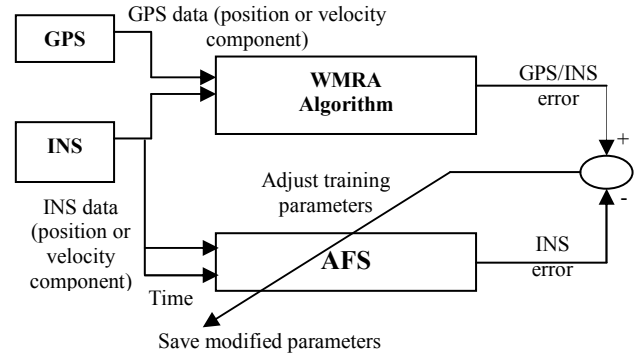 GPS data (position or velocity
component)
GPS
WMRA
Algorithm
GPS/INS
error
+
INS
Adjust training
parameters
-
INS data
(position or
velocity
component)
Time
AFS
INS
error
Save modified parameters